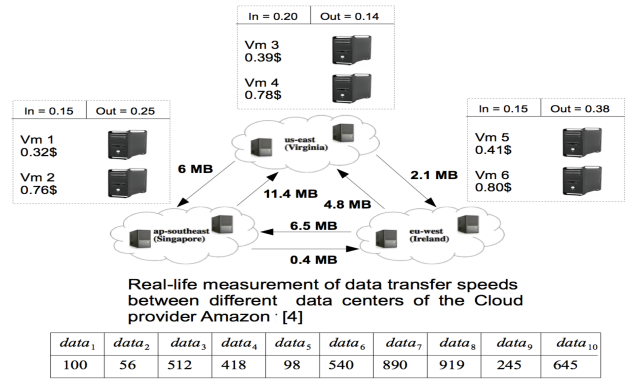 In = 0.20 Out = 0.14
Vm 3
0.39$
Vm 4
0.78$
In = 0.15 Out = 0.25
Vm 1
0.32$
Vm 2
0.76$
In = 0.15 Out = 0.38
Vm 5
0.41$
Vm 6
0.80$
us-east
(Virginia)
6 MB
2.1 MB
11.4 MB
4.8 MB
ap-southeast
(Singapore)
6.5 MB
eu-west
(Ireland)
0.4 MB
Real-life measurement of data transfer speeds
between different data centers of the Cloud
provider Amazon [4]
data1 data2 data3 data4 data5 data6 data7 data8 data9 data10
100 56 512 418 98 540 890 919 245 645